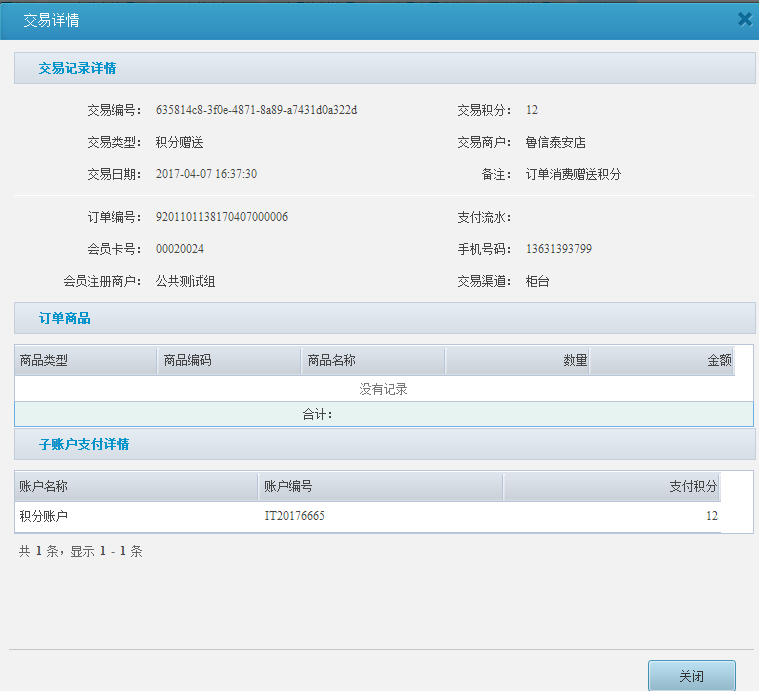 交易详情
交易记录详情
交易编号： 635814c8-3f0e-4871-8a89-a7431d0a322d 交易积分： 12
交易类型： 积分赠送 交易商户： 鲁信泰安店
交易日期： 2017-04-07 16:37:30 备注： 订单消费赠送积分
订单编号： 9201101138170407000006 支付流水：
会员卡号： 00020024 手机号码： 13631393799
会员注册商户： 公共测试组 交易渠道： 柜台
订单商品
商品类型 商品编码 商品名称 数量 金额
没有记录
合计：
子账户支付详情
账户名称 账户编号 支付积分
积分账户 IT20176665 12
共 1 条，显示 1 - 1 条
关闭